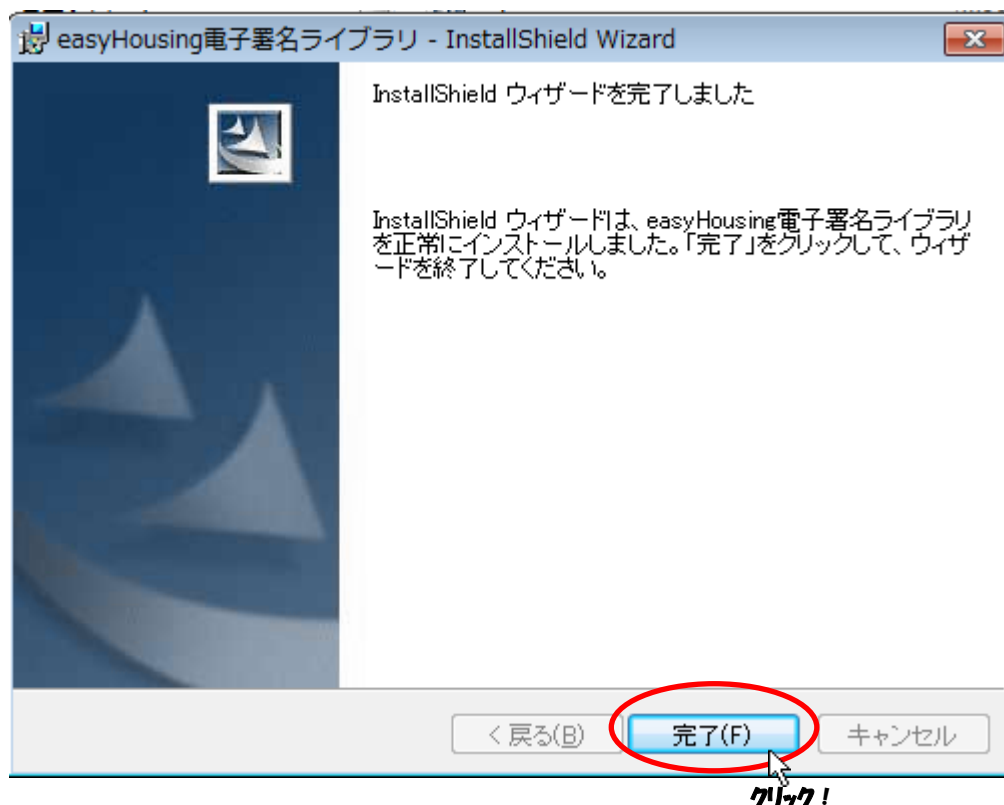 easyHousing電子署名ライブラリ - InstallShield Wizard
InstallShield ウィザードを完了しました
InstallShield ウィザードは、easyHousing電子署名ライブラリ
を正常にインストールしました。「完了」をクリックして、ウィザ
ードを終了してください。
< 戻る(B)
完了(F)
キャンセル
クリック！